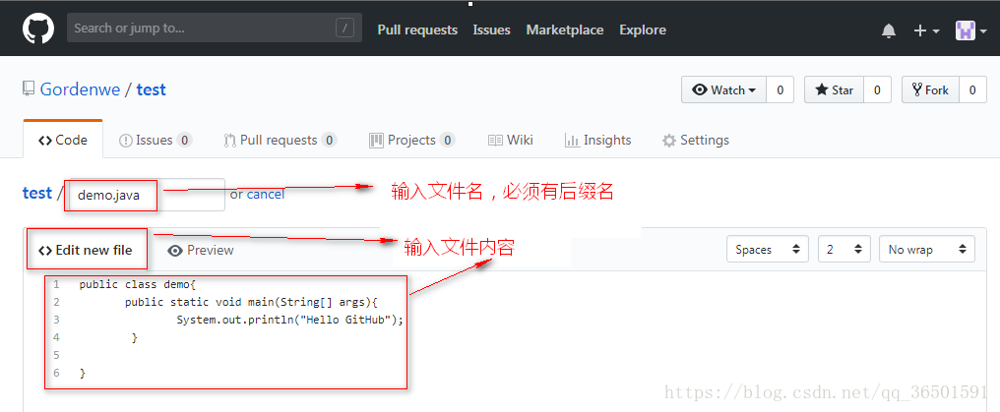 Search or jump to... / Pull requests Issues Marketplace Explore
Gordenwe / test Watch 0 Star 0 Fork 0
Code Issues 0 Pull requests 0 Projects 0 Wiki Insights Settings
test / demo.java or cancel 输入文件名，必须有后缀名
Edit new file Preview 输入文件内容 Spaces 2 No wrap
1 public class demo{
2 public static void main(String[] args){
3 System.out.println("Hello GitHub");
4 }
5
6 }
https://blog.csdn.net/qq_36501591